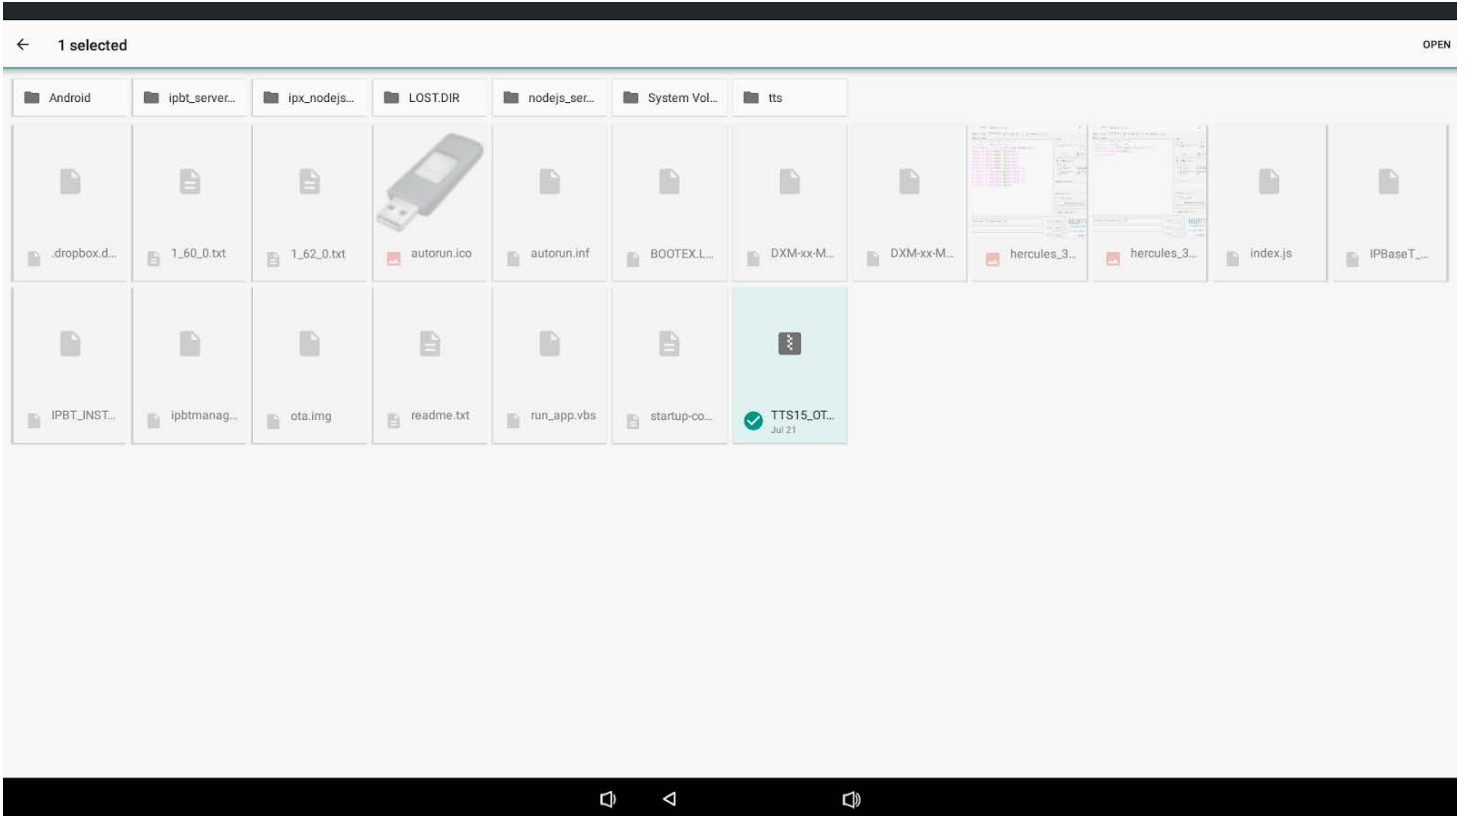 1 selected
OPEN
Android
ipbt_server...
ipx_nodejs...
LOST.DIR
nodejs_ser...
System Vol...
tts
.dropbox.d...
1_60_0.txt
1_62_0.txt
autorun.ico
autorun.inf
BOOTEX.L...
DXM-xx-M...
DXM-xx-M...
hercules_3...
hercules_3...
index.js
IPBaseT_...
IPBT_INST...
ipbtmanag...
ota.img
readme.txt
run_app.vbs
startup-co...
TTS15_OT...
Jul 21